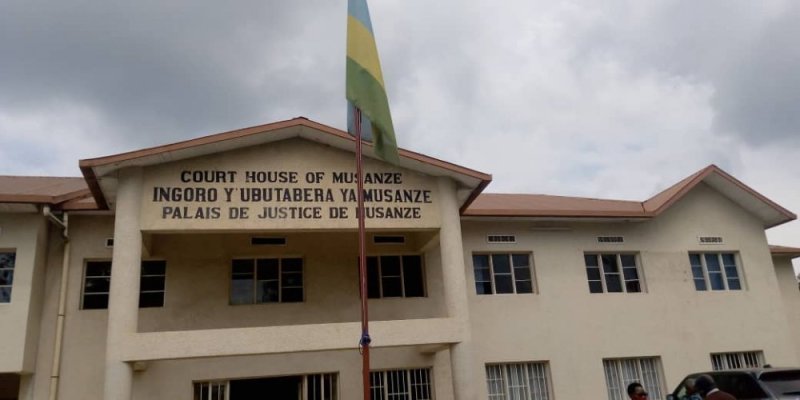 COURT HOUSE OF MUSANZE
INGORO Y'UBUTABERA YA MUSANZE
PALAIS DE JUSTICE DE MUSANZE